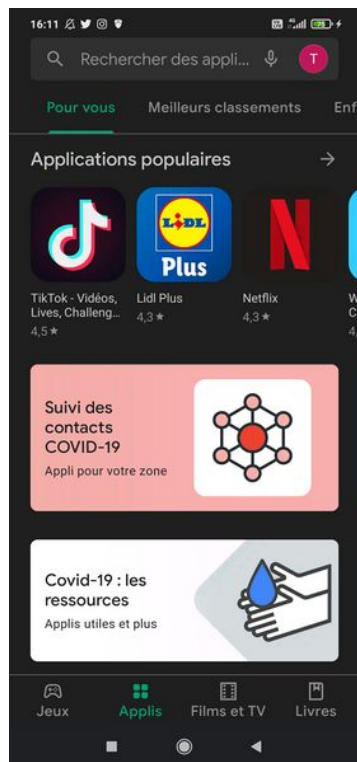 16:11
Rechercher des appli...
T
Pour vous Meilleurs classements Enf
Applications populaires
LIDL
Plus
TikTok - Vidéos,
Lives, Challeng...
4,5 ★
Lidl Plus
4,3 ★
Netflix
4,3 ★
Suivi des
contacts
COVID-19
Appli pour votre zone
Covid-19 : les
ressources
Applis utiles et plus
Jeux Applis Films et TV Livres